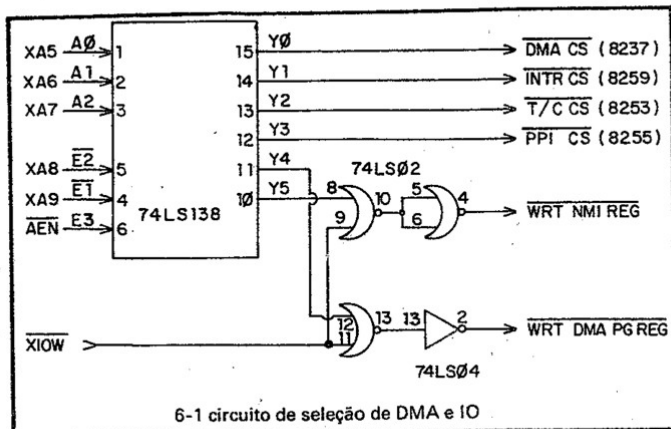 XA5 AØ 1 15 YØ DMA CS (8237)
XA6 A1 2 14 Y1 INTR CS (8259)
XA7 A2 3 13 Y2 T/C CS (8253)
12 Y3 PPI CS (8255)
XA8 E2 5 11 Y4 74LSØ2
XA9 E1 4 1Ø Y5 8 10 5 4 WRT NMI REG
AEN E3 6 74LS138 9 6
12 13 13 2 WRT DMA PG REG
XIOW 11
74LSØ4
6-1 circuito de seleção de DMA e IO